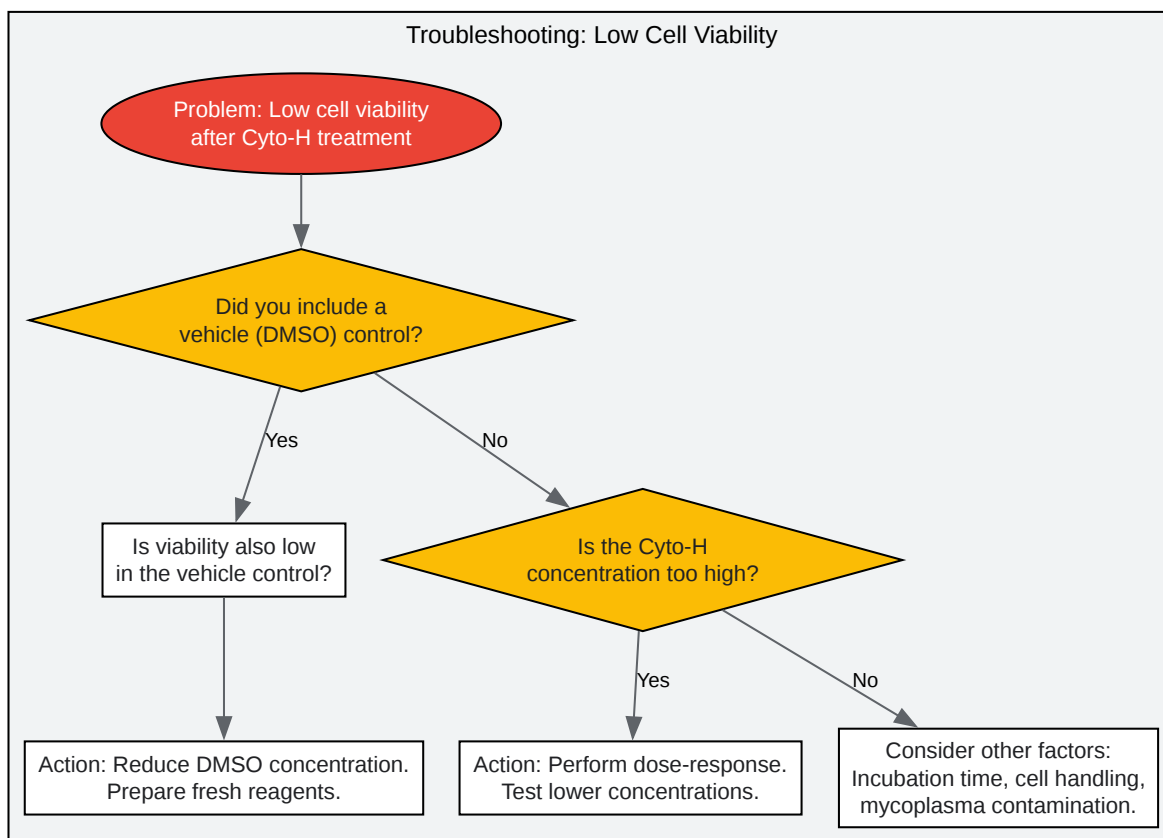 Troubleshooting: Low Cell Viability
Problem: Low cell viability
after Cyto-H treatment
Did you include a
vehicle (DMSO) control?
Yes
No
Is viability also low
in the vehicle control?
Is the Cyto-H
concentration too high?
Yes
No
Action: Reduce DMSO concentration.
Prepare fresh reagents.
Action: Perform dose-response.
Test lower concentrations.
Consider other factors:
Incubation time, cell handling,
mycoplasma contamination.